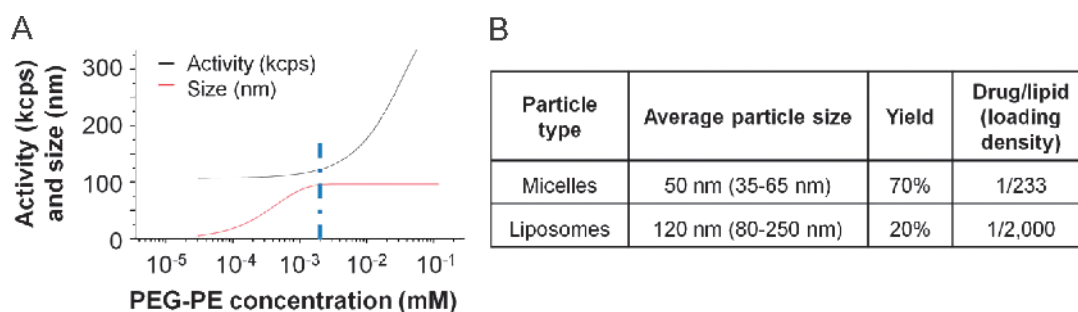 A
Activity (kcps) and size (nm)
300
200
100
0
Activity (kcps)
Size (nm)
10-5 10-4 10-3 10-2 10-1
PEG-PE concentration (mM)
B
Particle type Average particle size Yield Drug/lipid (loading density)
Micelles 50 nm (35-65 nm) 70% 1/233
Liposomes 120 nm (80-250 nm) 20% 1/2,000